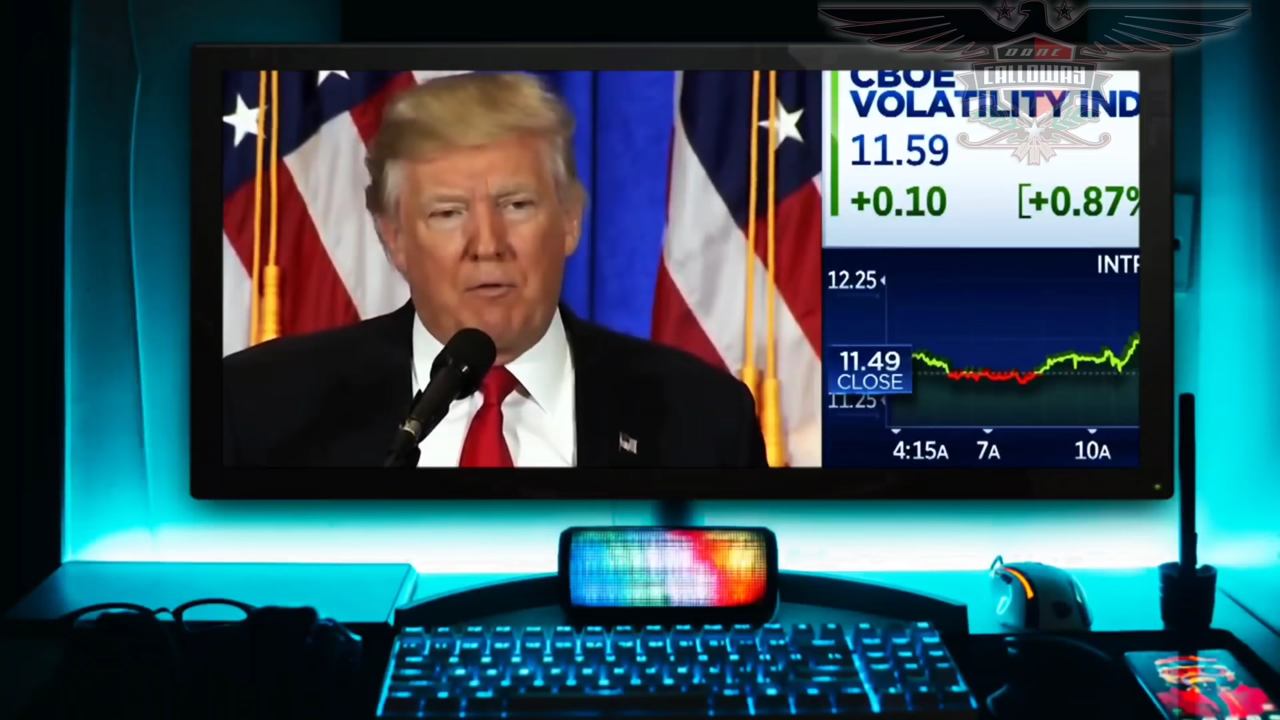 DOAC
CALLOWAY
CBOE
VOLATILITY IND
11.59
+0.10 [+0.87%
INTR
12.25
11.49
CLOSE
11.25
4:15A 7A 10A